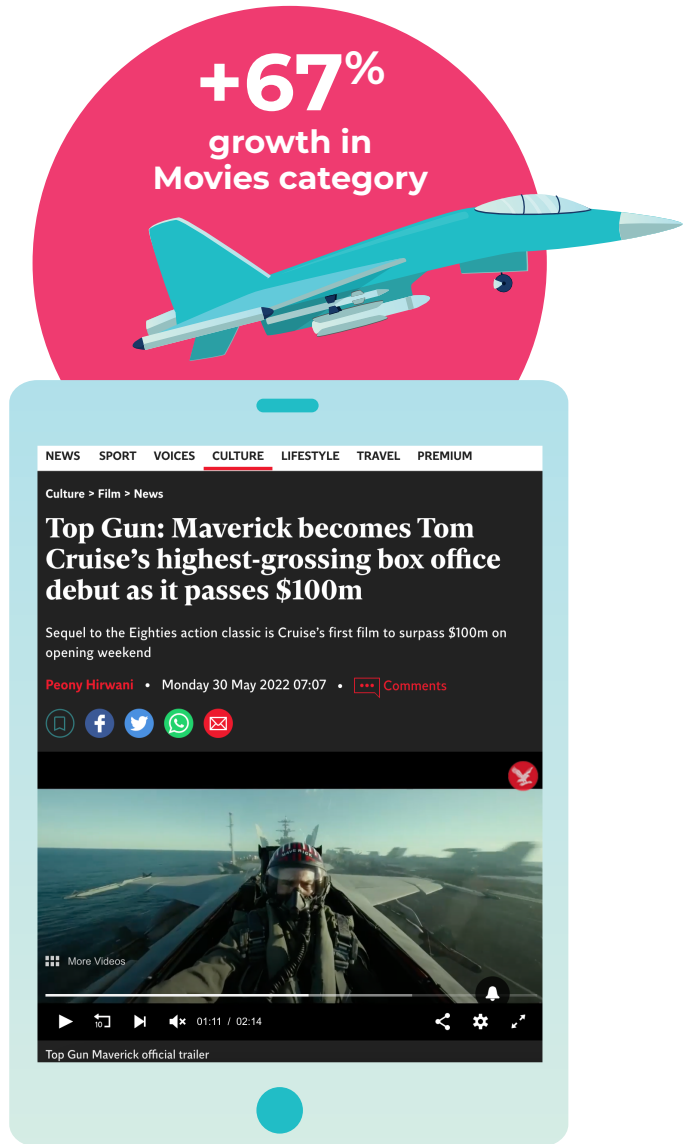 +67%
growth in
Movies category
NEWS SPORT VOICES CULTURE LIFESTYLE TRAVEL PREMIUM
Culture > Film > News
Top Gun: Maverick becomes Tom
Cruise’s highest-grossing box office
debut as it passes $100m
Sequel to the Eighties action classic is Cruise’s first film to surpass $100m on
opening weekend
Peony Hirwani • Monday 30 May 2022 07:07 • Comments
MAVERICK
More Videos
10 01:11 / 02:14
Top Gun Maverick official trailer